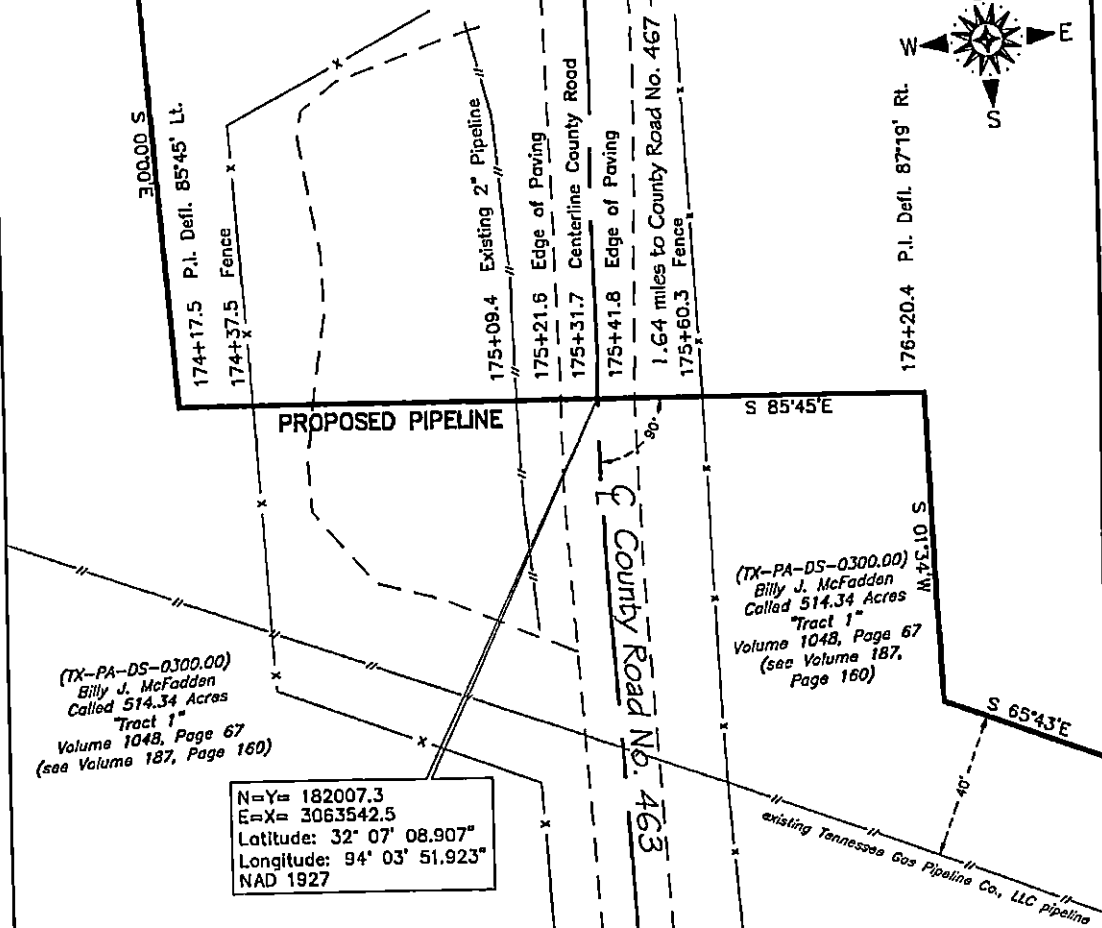 W
E
S
S 00°00'E
174+17.5 P.I. Defl. 85°45' Lt.
174+37.5 Fence
175+09.4 Existing 2" Pipeline
175+21.6 Edge of Paving
175+31.7 Centerline County Road
175+41.8 Edge of Paving
1.64 miles to County Road No. 467
175+60.3 Fence
176+20.4 P.I. Defl. 87°19' Rt.
PROPOSED PIPELINE
S 85°45'E
90°
℄ County Road No. 463
S 01°34'W
(TX-PA-DS-0300.00)
Billy J. McFadden
Called 514.34 Acres
"Tract 1"
Volume 1048, Page 67
(see Volume 187,
Page 160)
(TX-PA-DS-0300.00)
Billy J. McFadden
Called 514.34 Acres
"Tract 1"
Volume 1048, Page 67
(see Volume 187, Page 160)
S 65°43'E
40'
existing Tennessee Gas Pipeline Co., LLC pipeline
N=Y= 182007.3
E=X= 3063542.5
Latitude: 32° 07' 08.907"
Longitude: 94° 03' 51.923"
NAD 1927